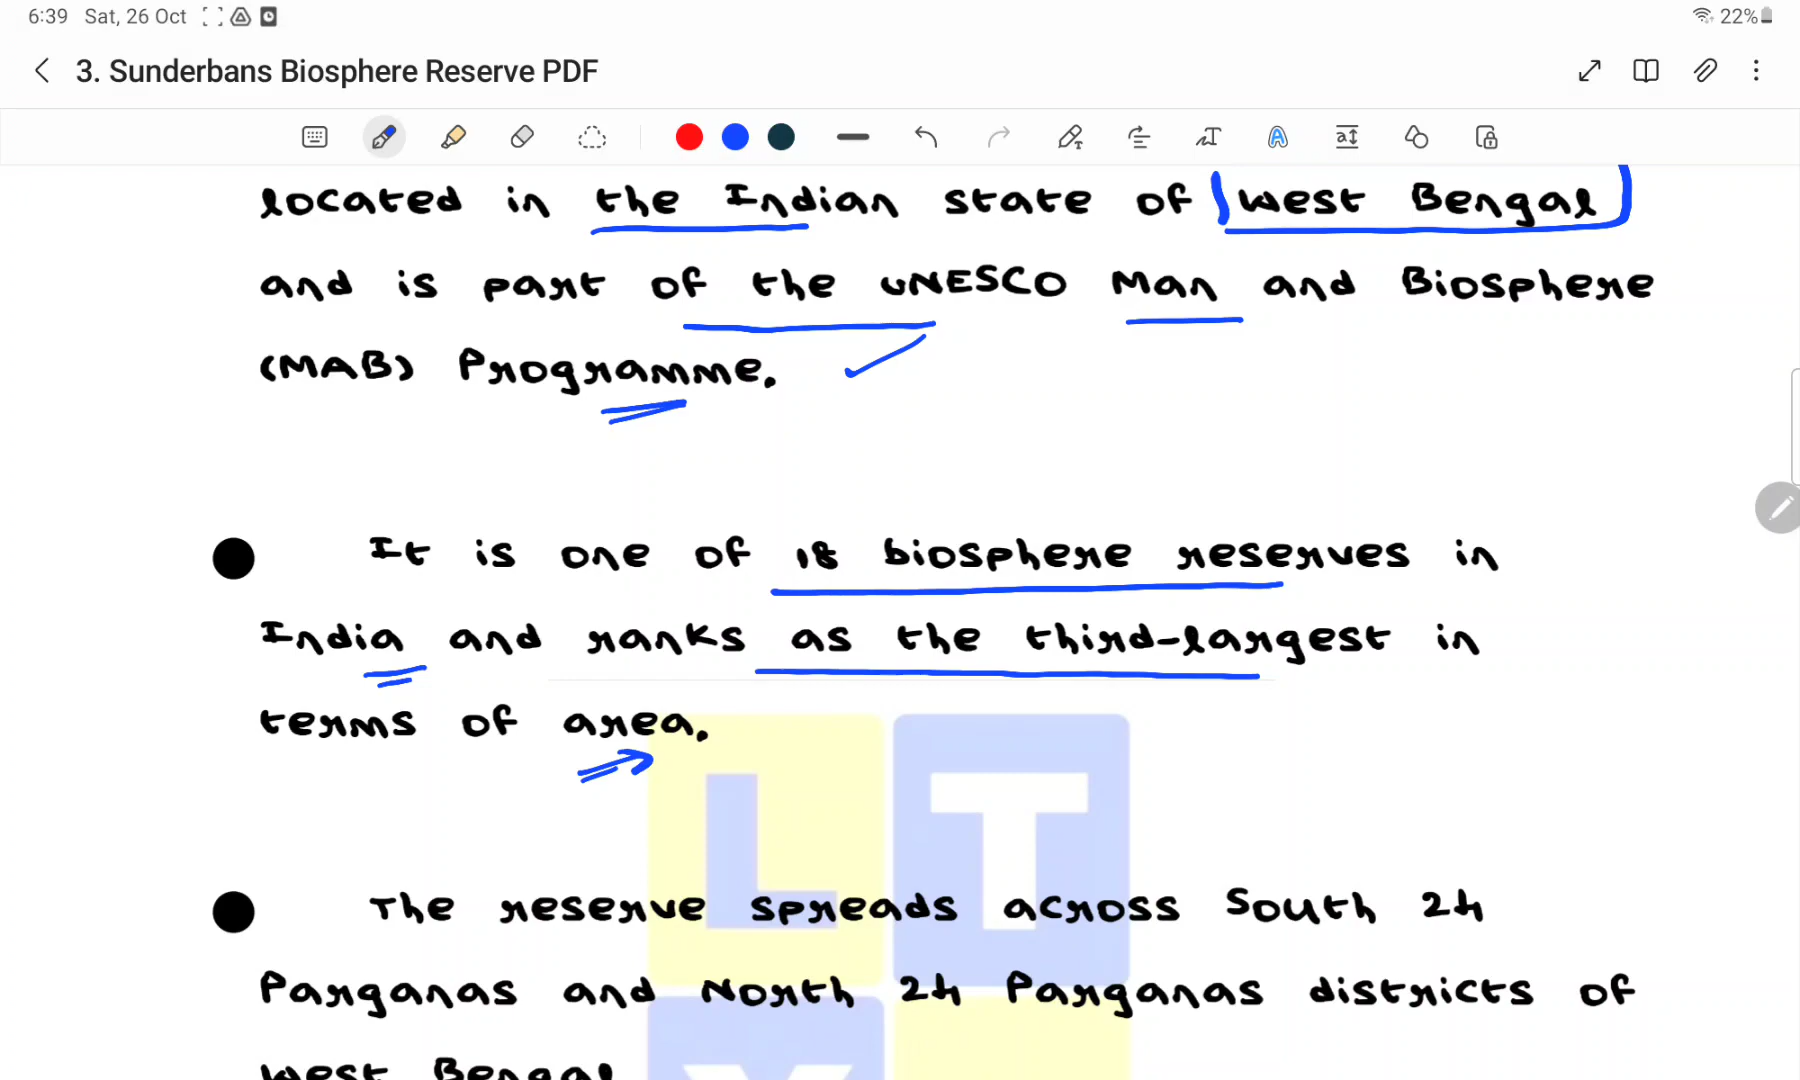 6:39 Sat, 26 Oct 22%
3. Sunderbans Biosphere Reserve PDF
located in the Indian state of West Bengal
and is part of the UNESCO Man and Biosphere
(MAB) Programme.
It is one of 18 biosphere reserves in
India and ranks as the third-largest in
terms of area.
The reserve spreads across South 24
Parganas and North 24 Parganas districts of
West Bengal
L T